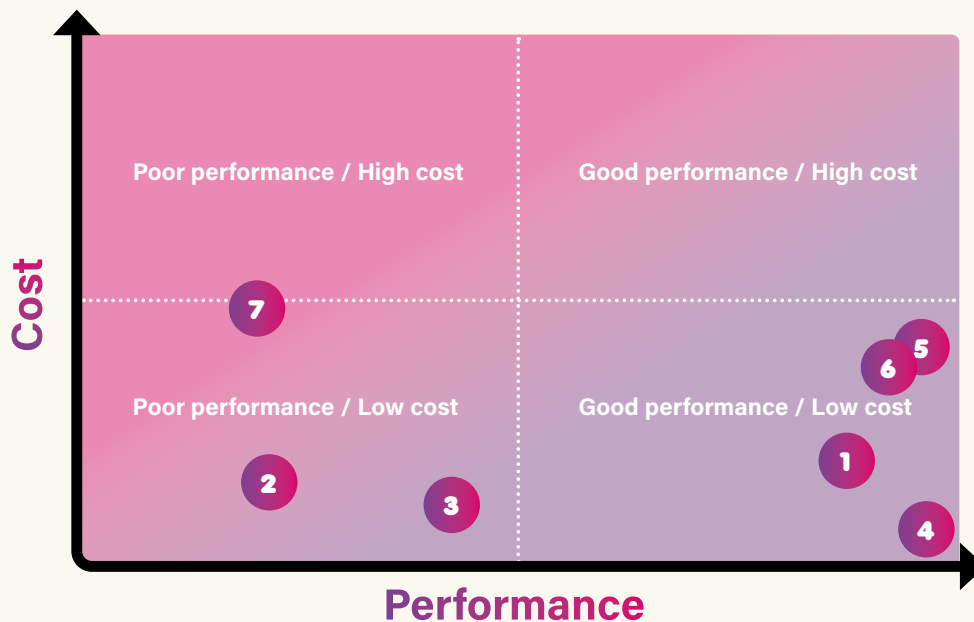 Poor performance / High cost
Good performance / High cost
Cost
7
5
6
Poor performance / Low cost
Good performance / Low cost
1
2
3
4
Performance